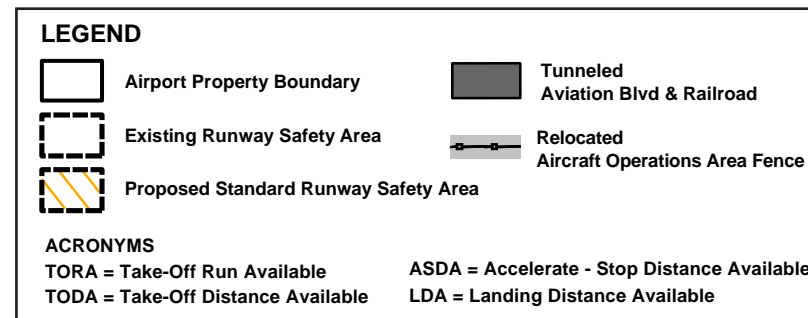 LEGEND
Airport Property Boundary
Existing Runway Safety Area
Proposed Standard Runway Safety Area
Tunneled
Aviation Blvd & Railroad
Relocated
Aircraft Operations Area Fence
ACRONYMS
TORA = Take-Off Run Available
TODA = Take-Off Distance Available
ASDA = Accelerate - Stop Distance Available
LDA = Landing Distance Available